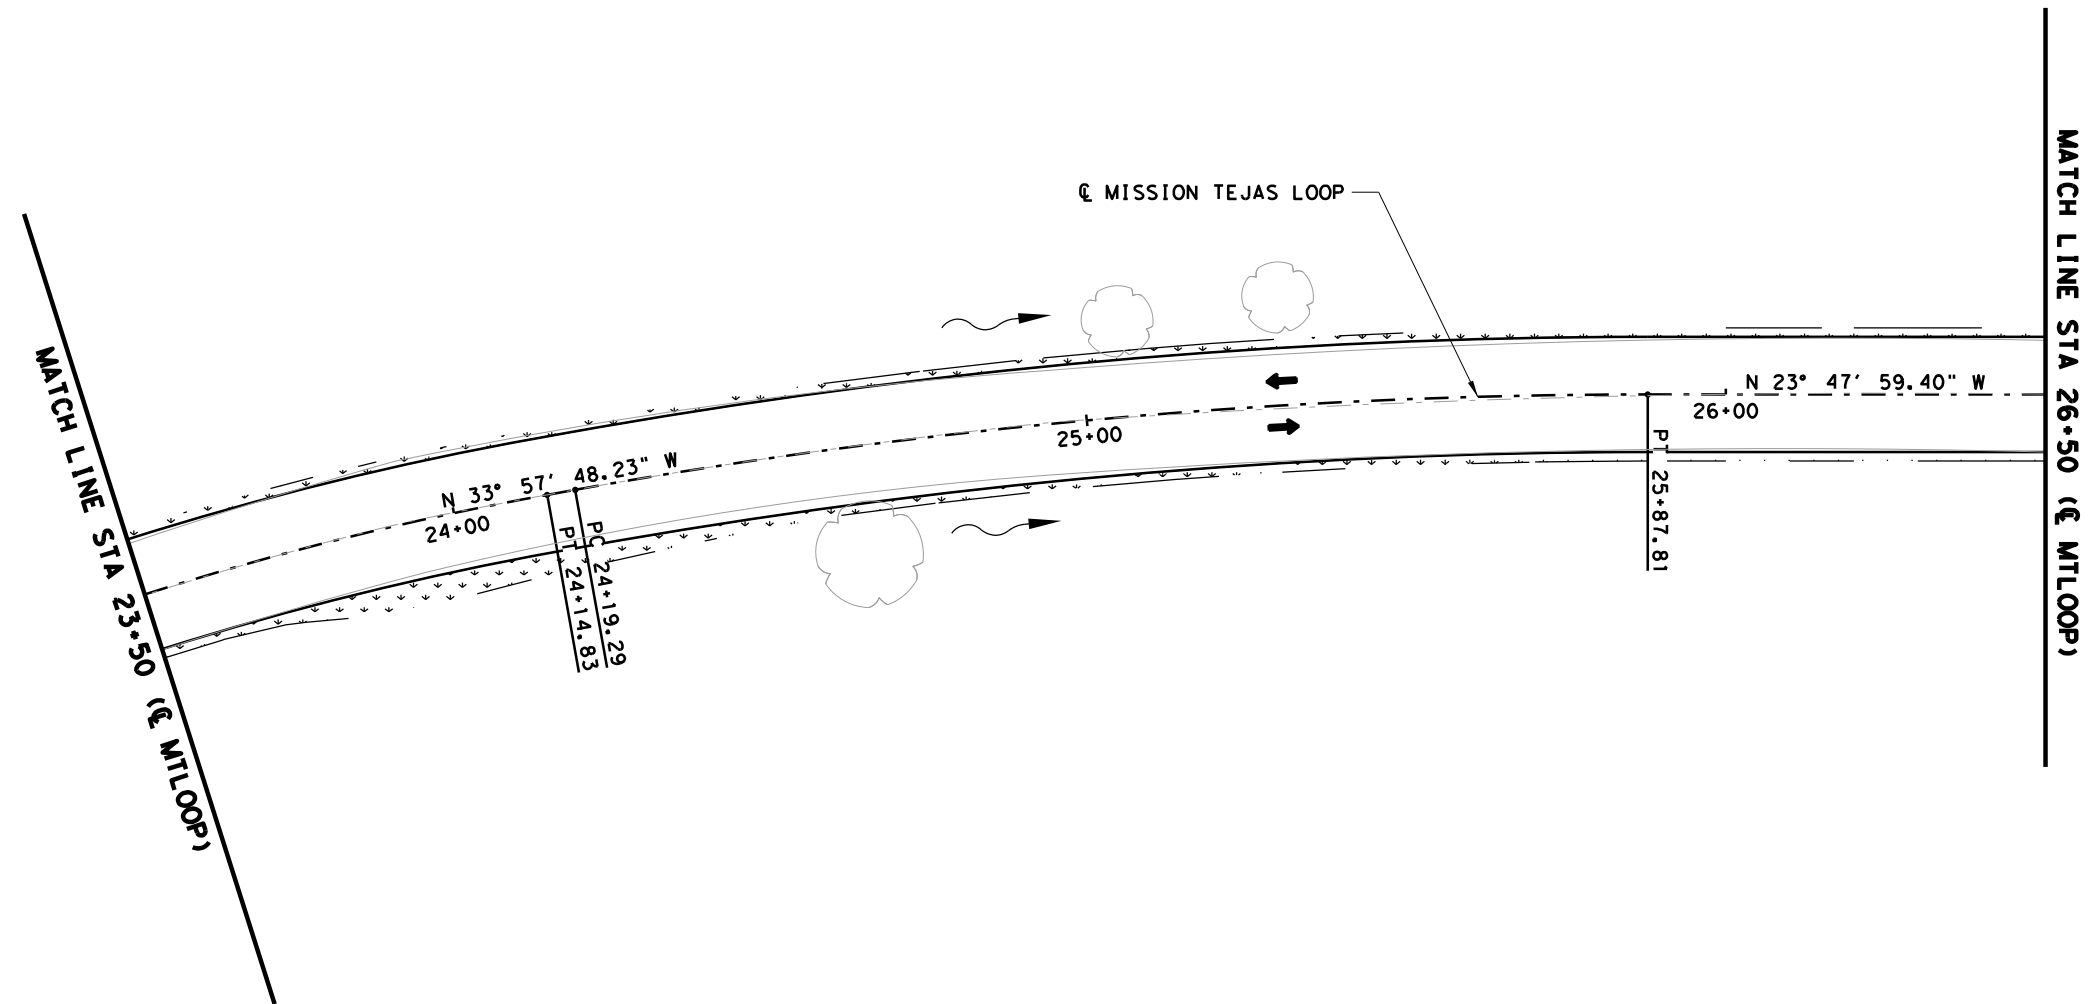 MATCH LINE STA 23+50 (℄ MTLOOP)
℄ MISSION TEJAS LOOP
N 33° 57' 48.23" W
24+00
PT 24+14.83
PC 24+19.29
25+00
N 23° 47' 59.40" W
26+00
PT 25+87.81
MATCH LINE STA 26+50 (℄ MTLOOP)